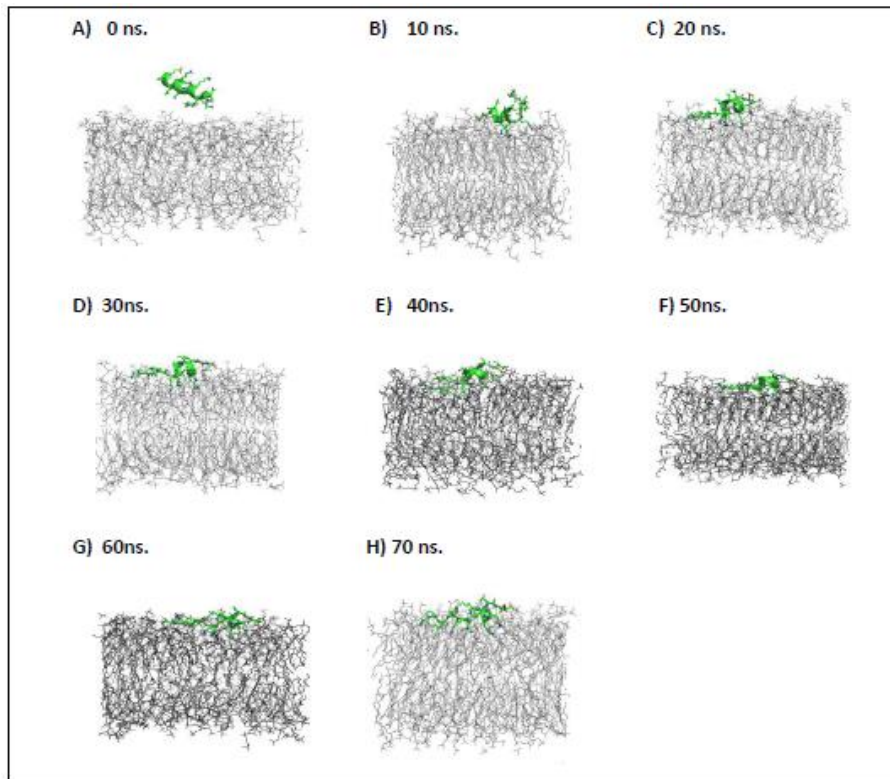 A) 0 ns.
B) 10 ns.
C) 20 ns.
D) 30ns.
E) 40ns.
F) 50ns.
G) 60ns.
H) 70 ns.